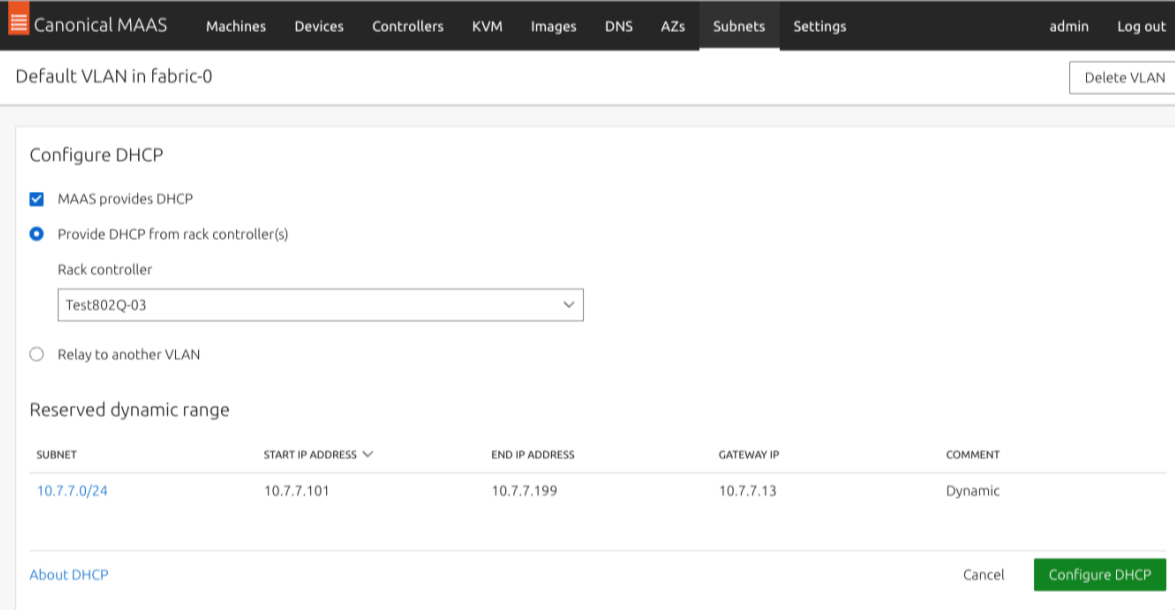 Canonical MAAS Machines Devices Controllers KVM Images DNS AZs Subnets Settings admin Log out
Default VLAN in fabric-0 Delete VLAN
Configure DHCP
MAAS provides DHCP
Provide DHCP from rack controller(s)
Rack controller
Test802Q-03
Relay to another VLAN
Reserved dynamic range
SUBNET START IP ADDRESS END IP ADDRESS GATEWAY IP COMMENT
10.7.7.0/24 10.7.7.101 10.7.7.199 10.7.7.13 Dynamic
About DHCP Cancel Configure DHCP